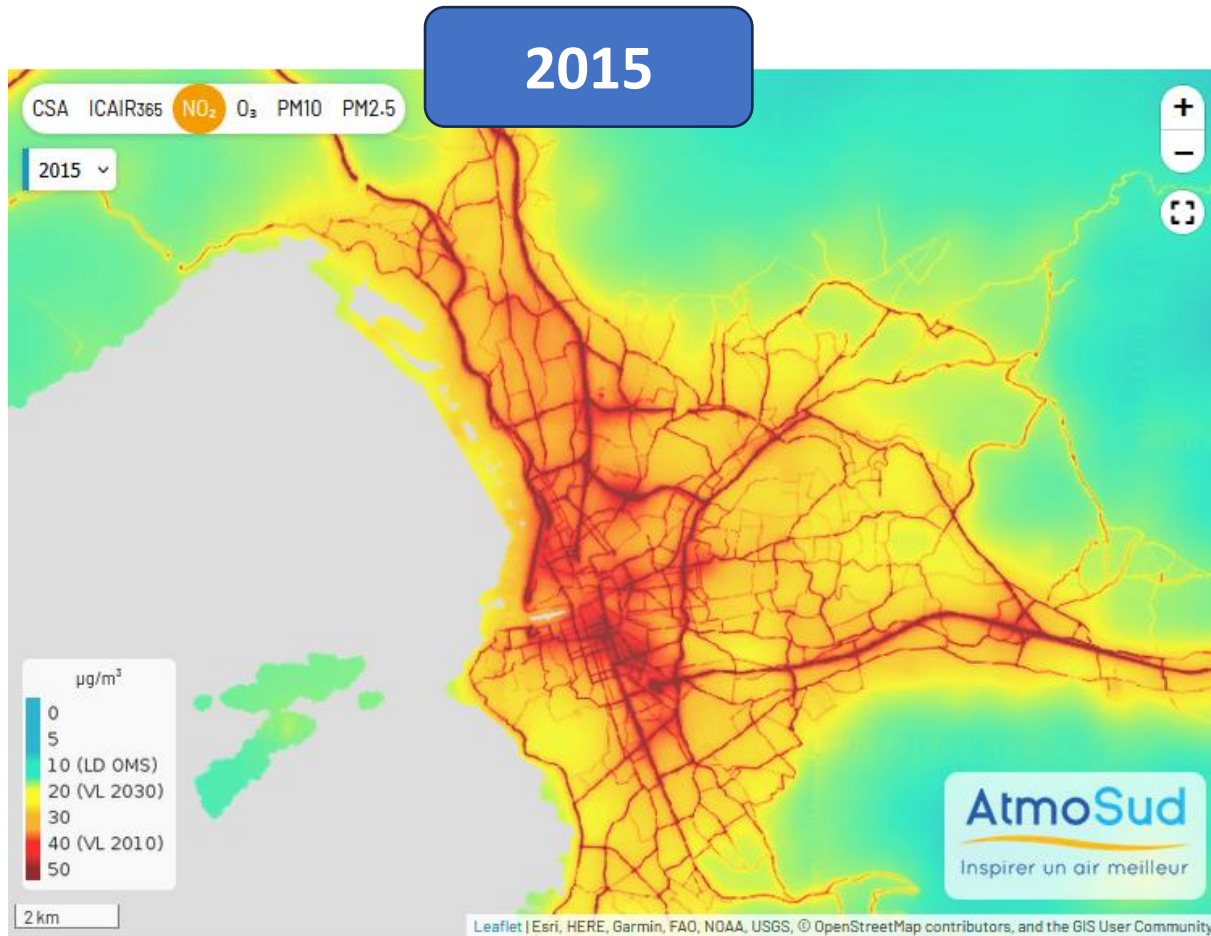 2015
CSA ICAIR365 NO₂ O₃ PM10 PM2.5
2015
+
−
µg/m³
0
5
10 (LD OMS)
20 (VL 2030)
30
40 (VL 2010)
50
AtmoSud
Inspirer un air meilleur
2 km
Leaflet | Esri, HERE, Garmin, FAO, NOAA, USGS, © OpenStreetMap contributors, and the GIS User Community